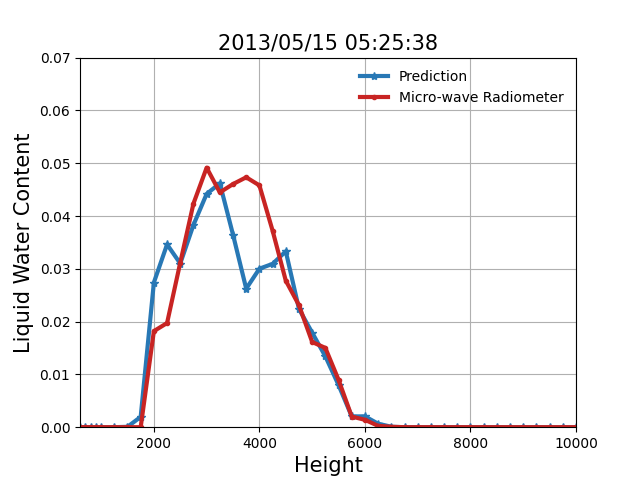 2013/05/15 05:25:38
Prediction
Micro-wave Radiometer
Liquid Water Content
0.07
0.06
0.05
0.04
0.03
0.02
0.01
0.00
2000 4000 6000 8000 10000
Height